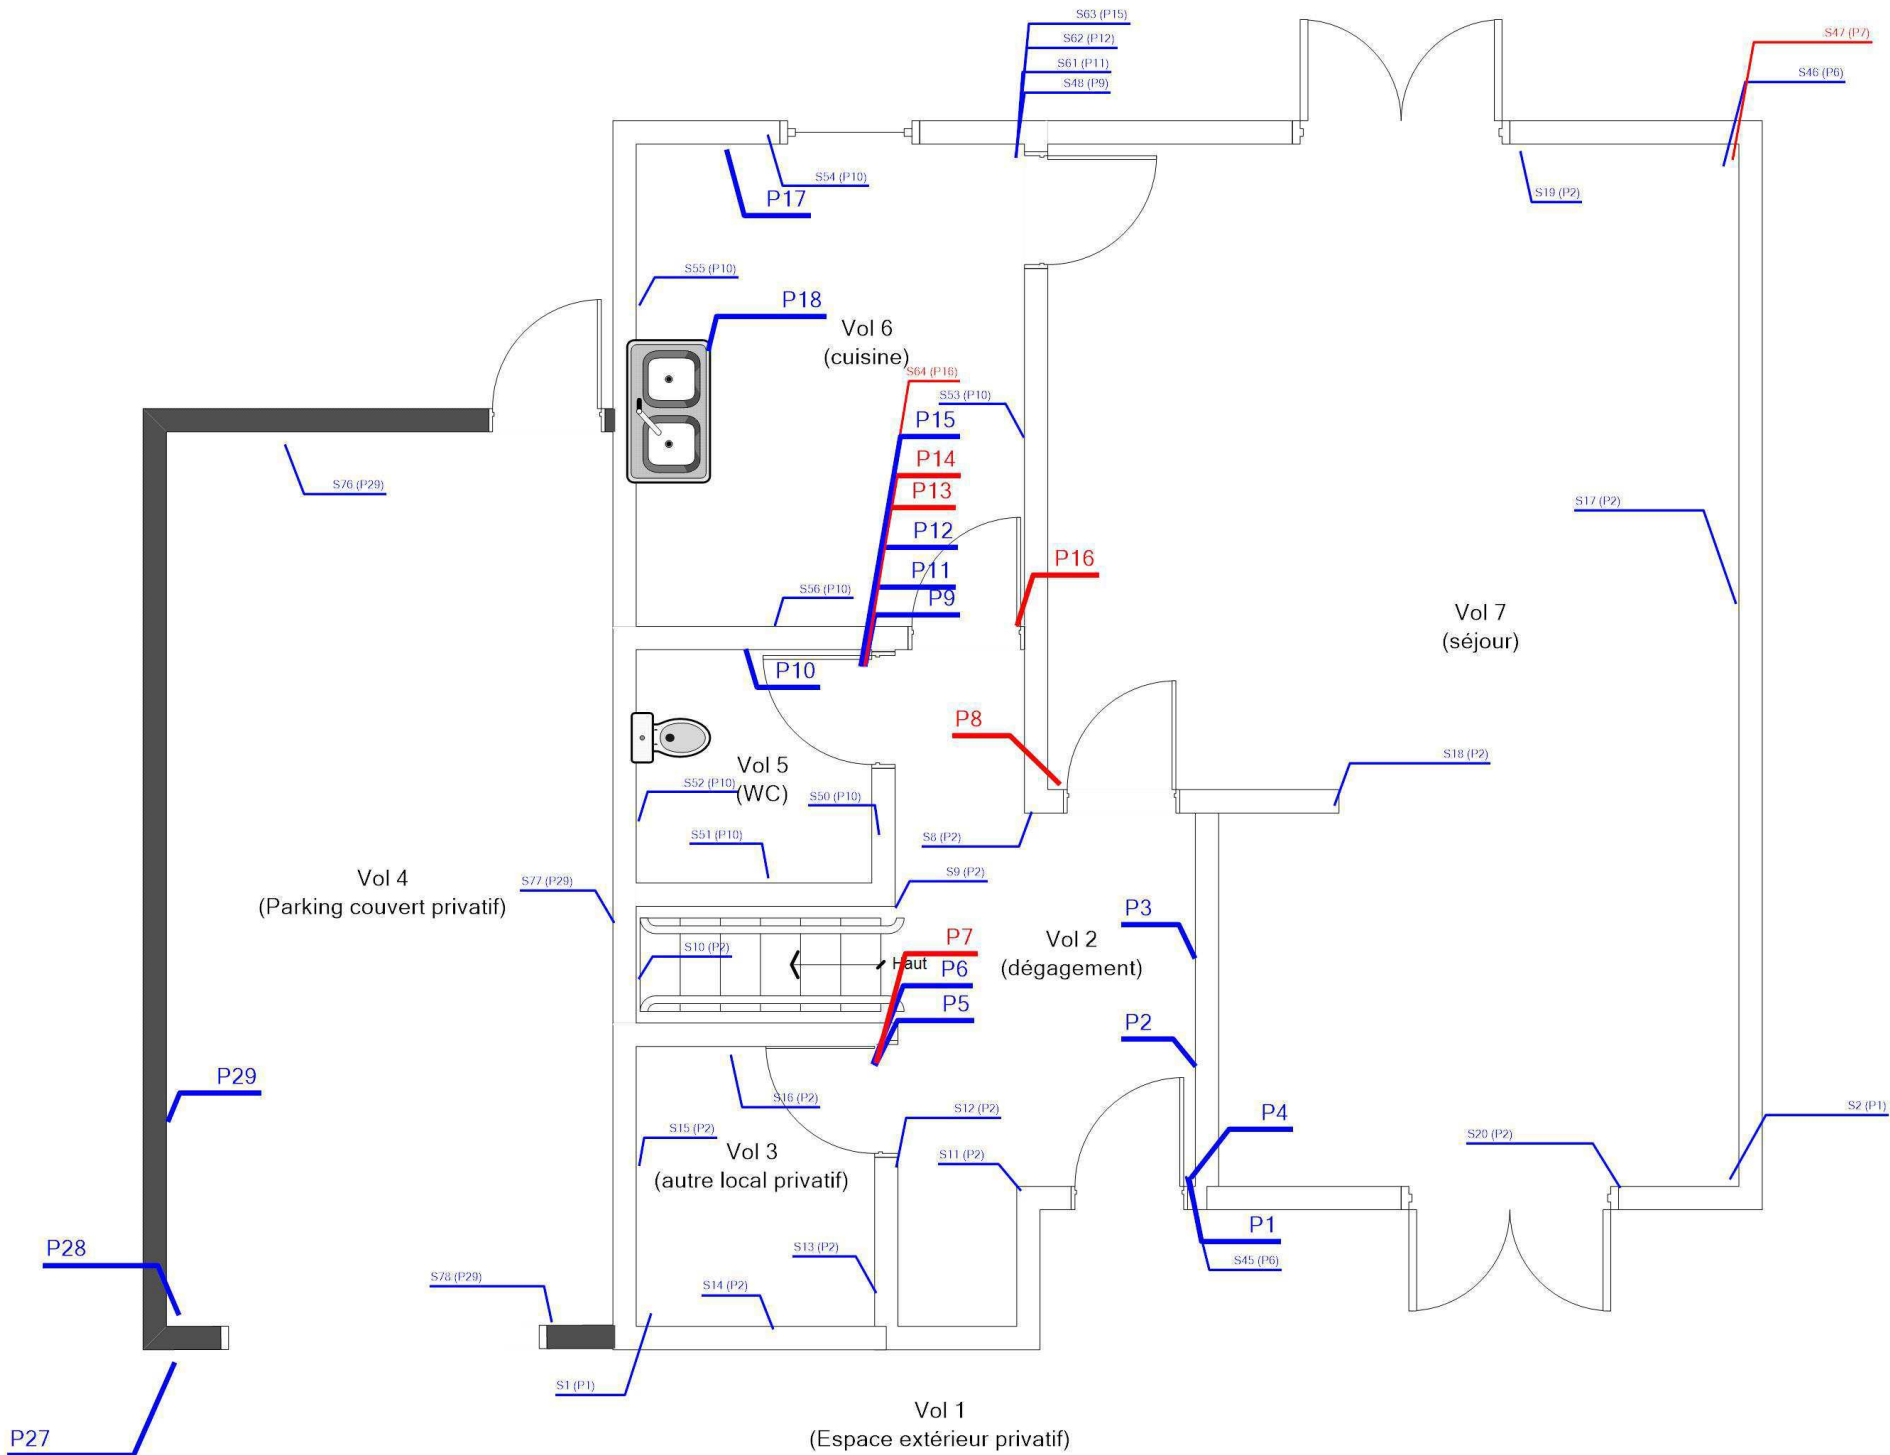 S63 (P15)
S62 (P12)
S61 (P11)
S48 (P9)
S47 (P7)
S46 (P6)
S54 (P10)
P17
S19 (P2)
S55 (P10)
P18
Vol 6
(cuisine)
S64 (P16)
S53 (P10)
P15
P14
P13
P12
P11
P9
S76 (P29)
S17 (P2)
P16
S56 (P10)
Vol 7
(séjour)
P10
P8
S18 (P2)
Vol 5
(WC)
S52 (P10)
S50 (P10)
S51 (P10)
S8 (P2)
S9 (P2)
Vol 4
(Parking couvert privatif)
S77 (P29)
P3
Vol 2
(dégagement)
P7
S10 (P2)
Haut
P6
P5
P2
P29
S16 (P2)
S12 (P2)
P4
S2 (P1)
S15 (P2)
Vol 3
(autre local privatif)
S11 (P2)
S20 (P2)
P1
P28
S13 (P2)
S45 (P6)
S78 (P29)
S14 (P2)
S1 (P1)
Vol 1
(Espace extérieur privatif)
P27